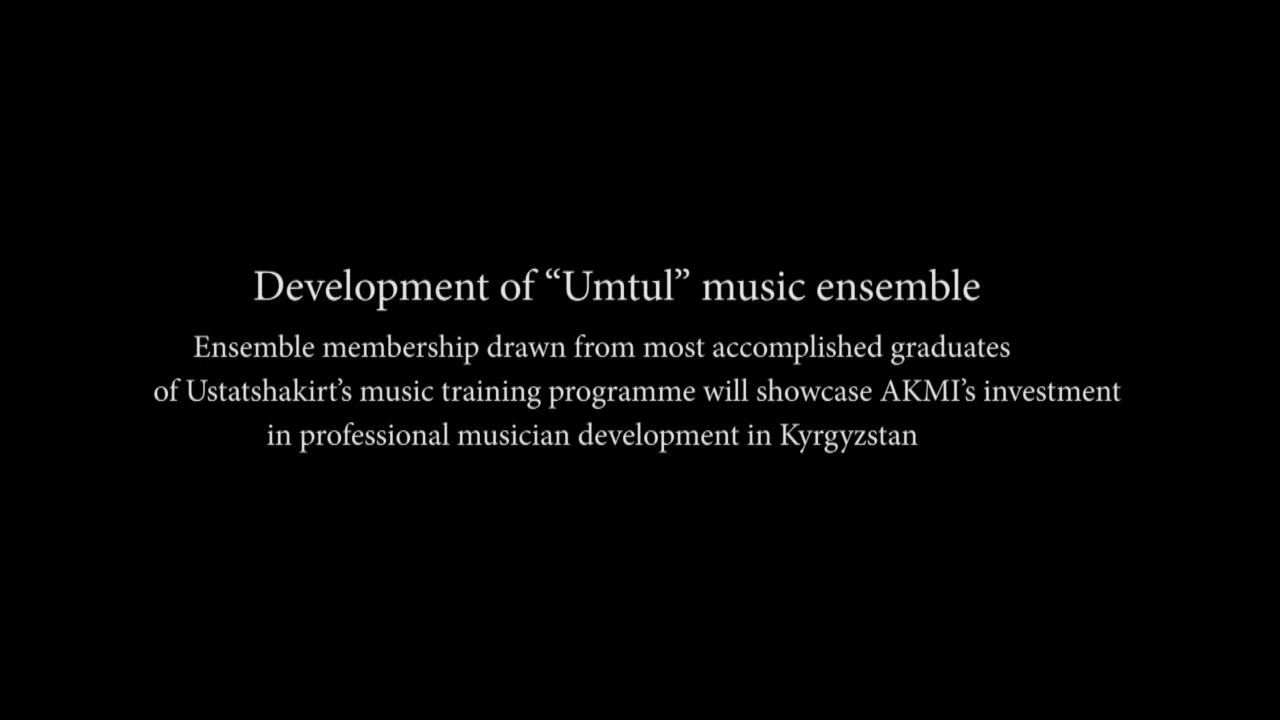 Development of “Umtul” music ensemble
Ensemble membership drawn from most accomplished graduates
of Ustatshakirt’s music training programme will showcase AKMI’s investment
in professional musician development in Kyrgyzstan